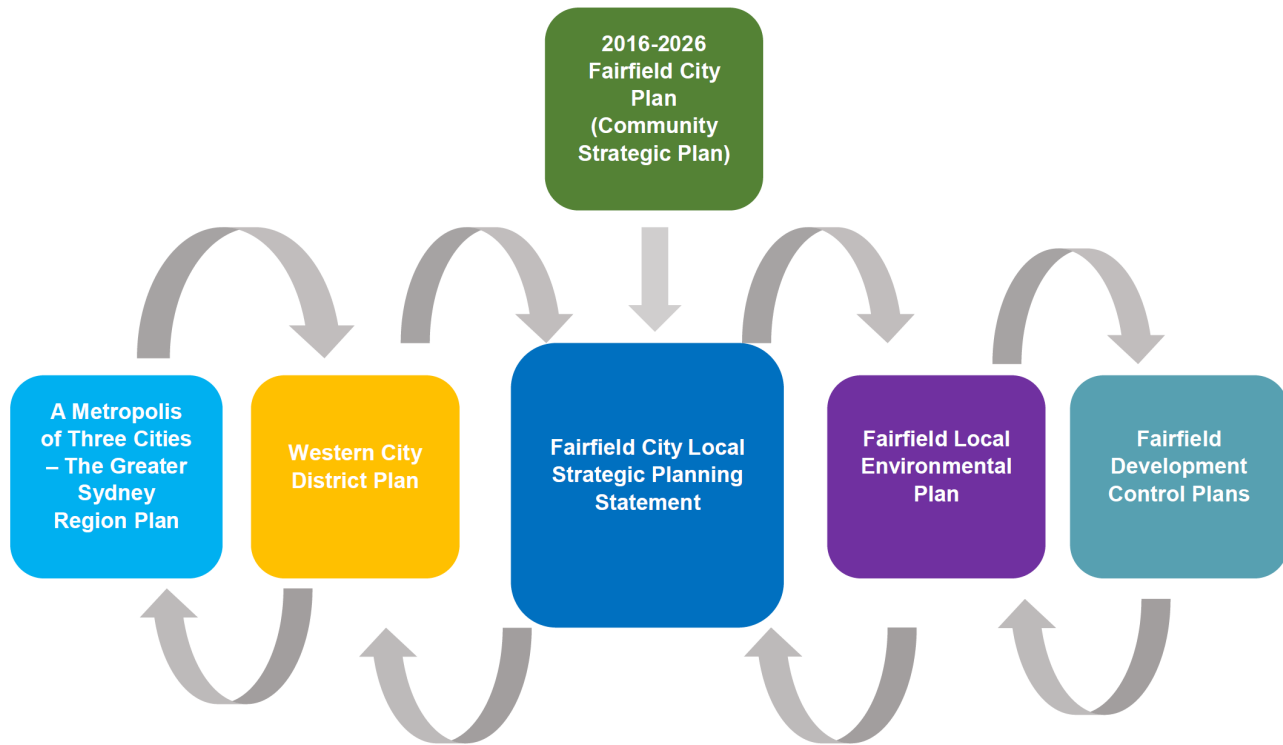 2016-2026
Fairfield City
Plan
(Community
Strategic Plan)
A Metropolis
of Three Cities
– The Greater
Sydney
Region Plan
Western City
District Plan
Fairfield City Local
Strategic Planning
Statement
Fairfield Local
Environmental
Plan
Fairfield
Development
Control Plans